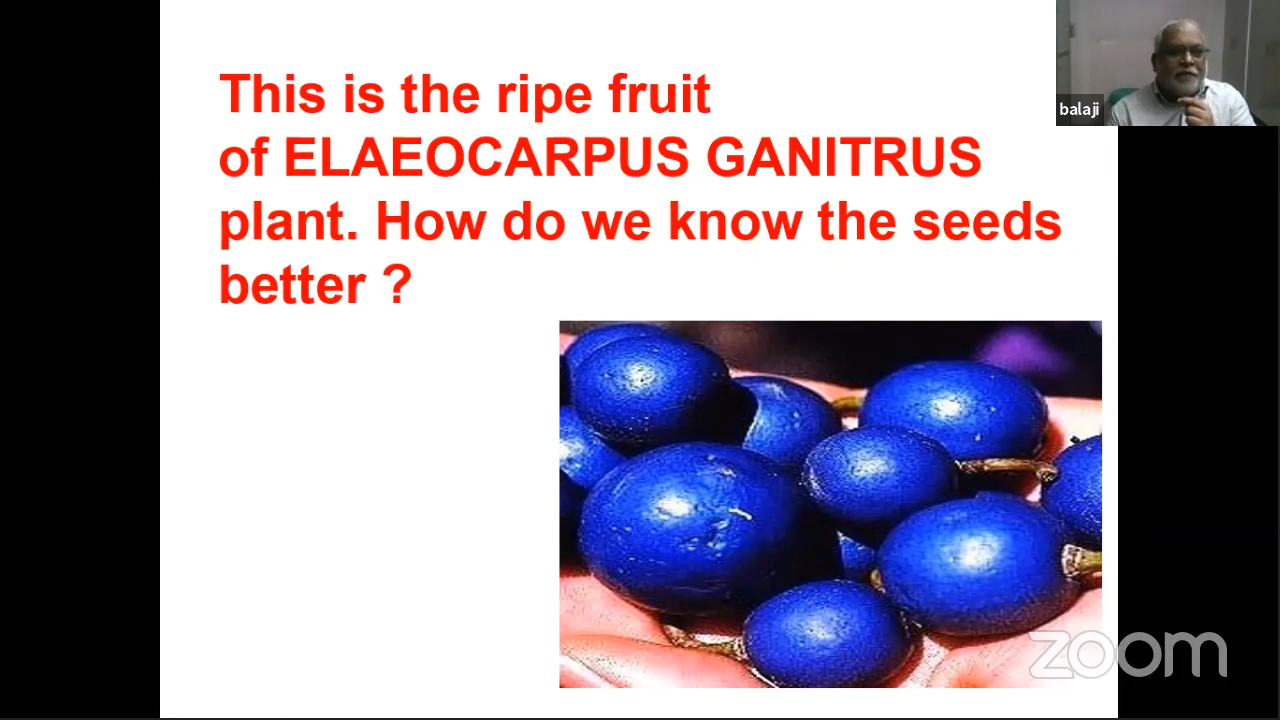 This is the ripe fruit
of ELAEOCARPUS GANITRUS
plant. How do we know the seeds
better ?
balaji
zoom